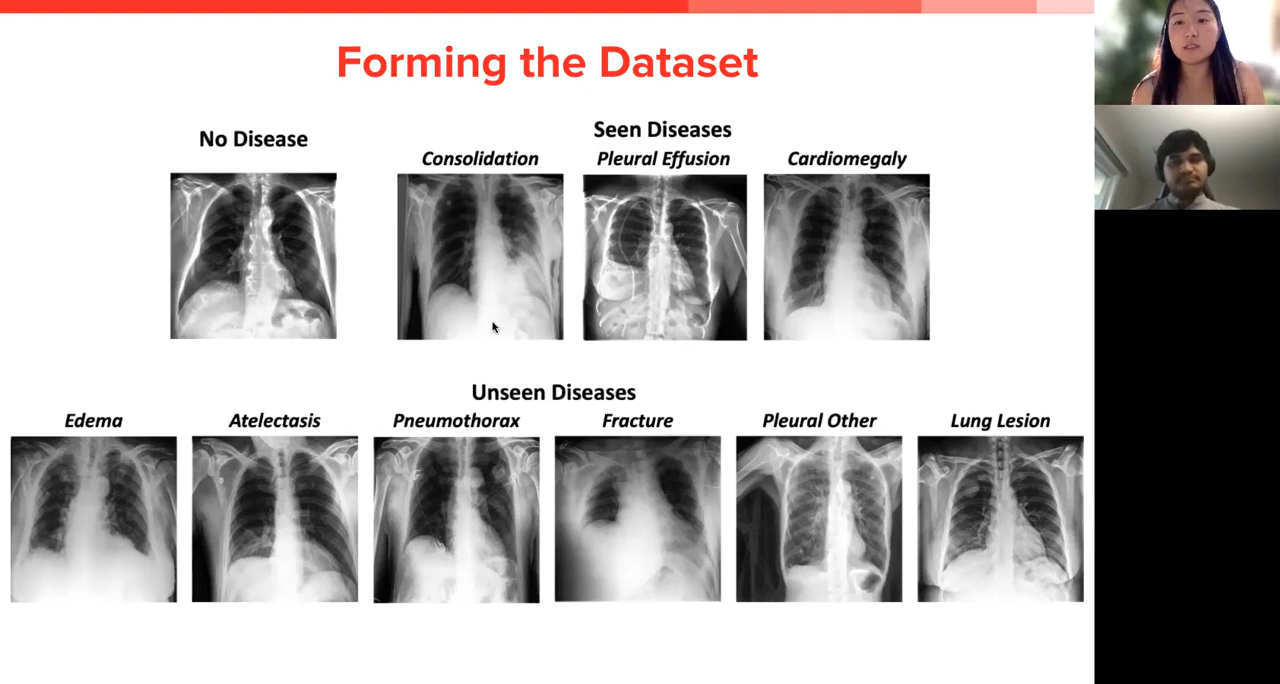 Forming the Dataset
No Disease
Seen Diseases
Consolidation
Pleural Effusion
Cardiomegaly
Unseen Diseases
Edema
Atelectasis
Pneumothorax
Fracture
Pleural Other
Lung Lesion